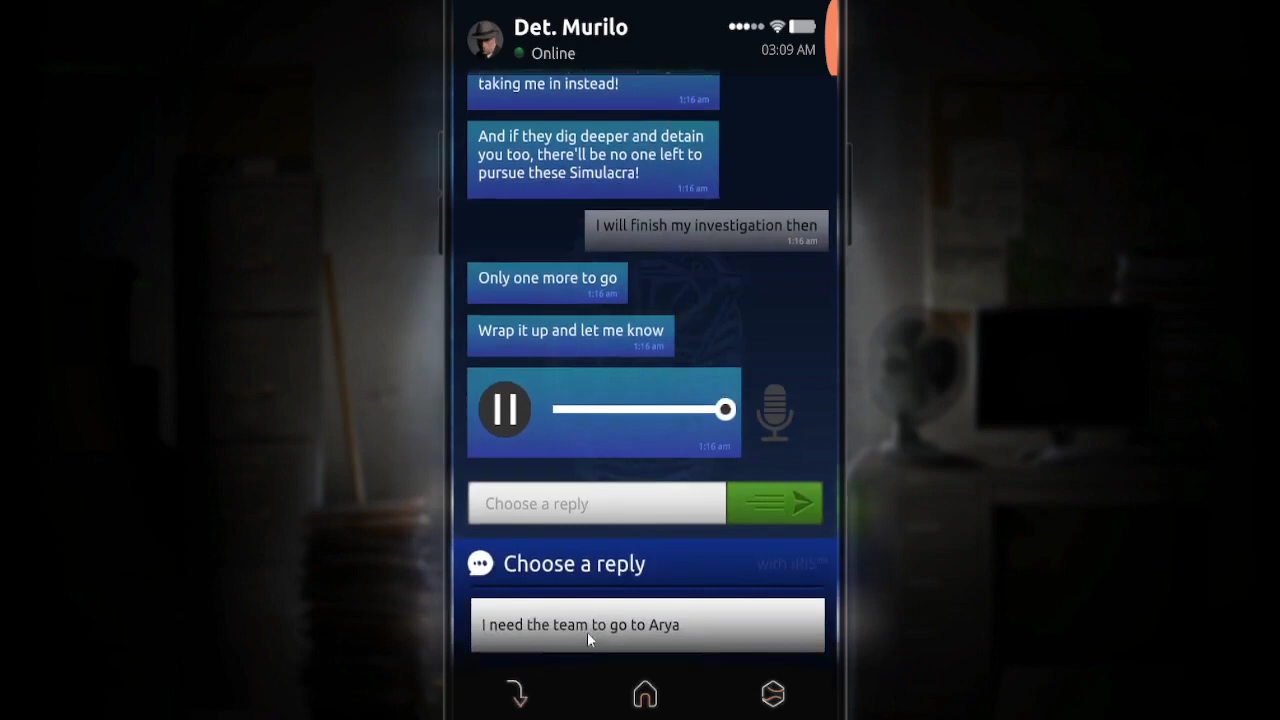 Det. Murilo
Online
03:09 AM
taking me in instead!
1:16 am
And if they dig deeper and detain
you too, there'll be no one left to
pursue these Simulacra!
1:16 am
I will finish my investigation then
1:16 am
Only one more to go
1:16 am
Wrap it up and let me know
1:16 am
1:16 am
Choose a reply
Choose a reply
with IRIS™
I need the team to go to Arya